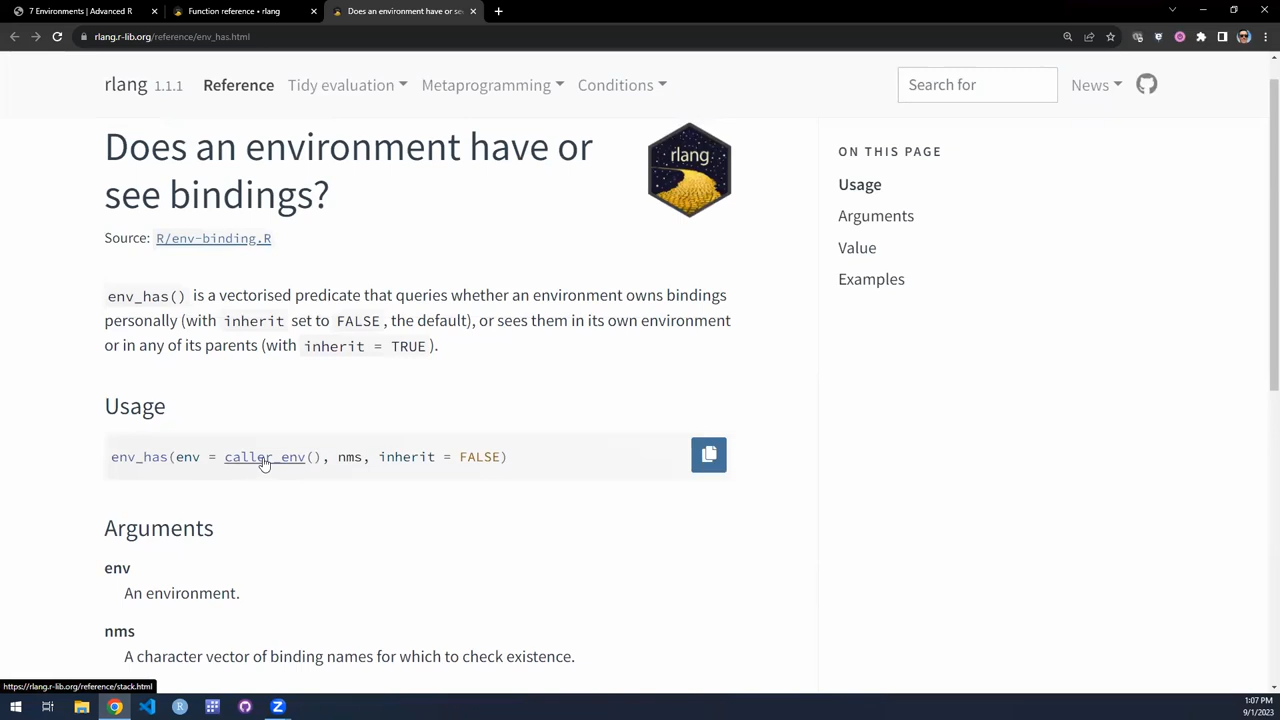 7 Environments | Advanced R
Function reference • rlang
Does an environment have or se
rlang.r-lib.org/reference/env_has.html
rlang 1.1.1 Reference Tidy evaluation Metaprogramming Conditions Search for News
Does an environment have or
see bindings?
rlang
Source: R/env-binding.R
env_has() is a vectorised predicate that queries whether an environment owns bindings
personally (with inherit set to FALSE, the default), or sees them in its own environment
or in any of its parents (with inherit = TRUE).
Usage
env_has(env = caller_env(), nms, inherit = FALSE)
Arguments
env
An environment.
nms
A character vector of binding names for which to check existence.
ON THIS PAGE
Usage
Arguments
Value
Examples
https://rlang.r-lib.org/reference/stack.html
1:07 PM
9/1/2023